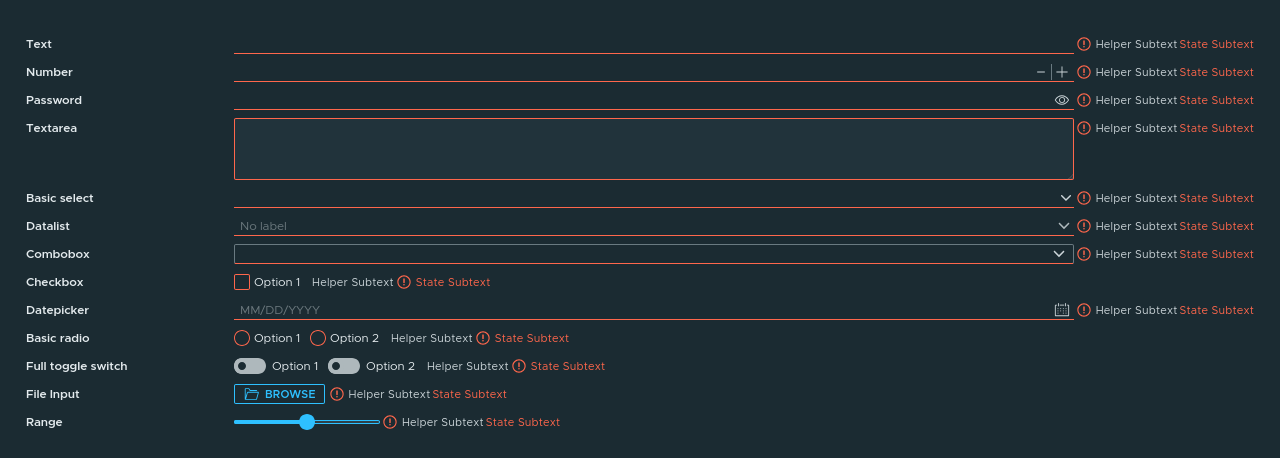 Text Helper Subtext State Subtext
Number Helper Subtext State Subtext
Password Helper Subtext State Subtext
Textarea Helper Subtext State Subtext
Basic select Helper Subtext State Subtext
Datalist No label Helper Subtext State Subtext
Combobox Helper Subtext State Subtext
Checkbox Option 1 Helper Subtext State Subtext
Datepicker MM/DD/YYYY Helper Subtext State Subtext
Basic radio Option 1 Option 2 Helper Subtext State Subtext
Full toggle switch Option 1 Option 2 Helper Subtext State Subtext
File Input BROWSE Helper Subtext State Subtext
Range Helper Subtext State Subtext